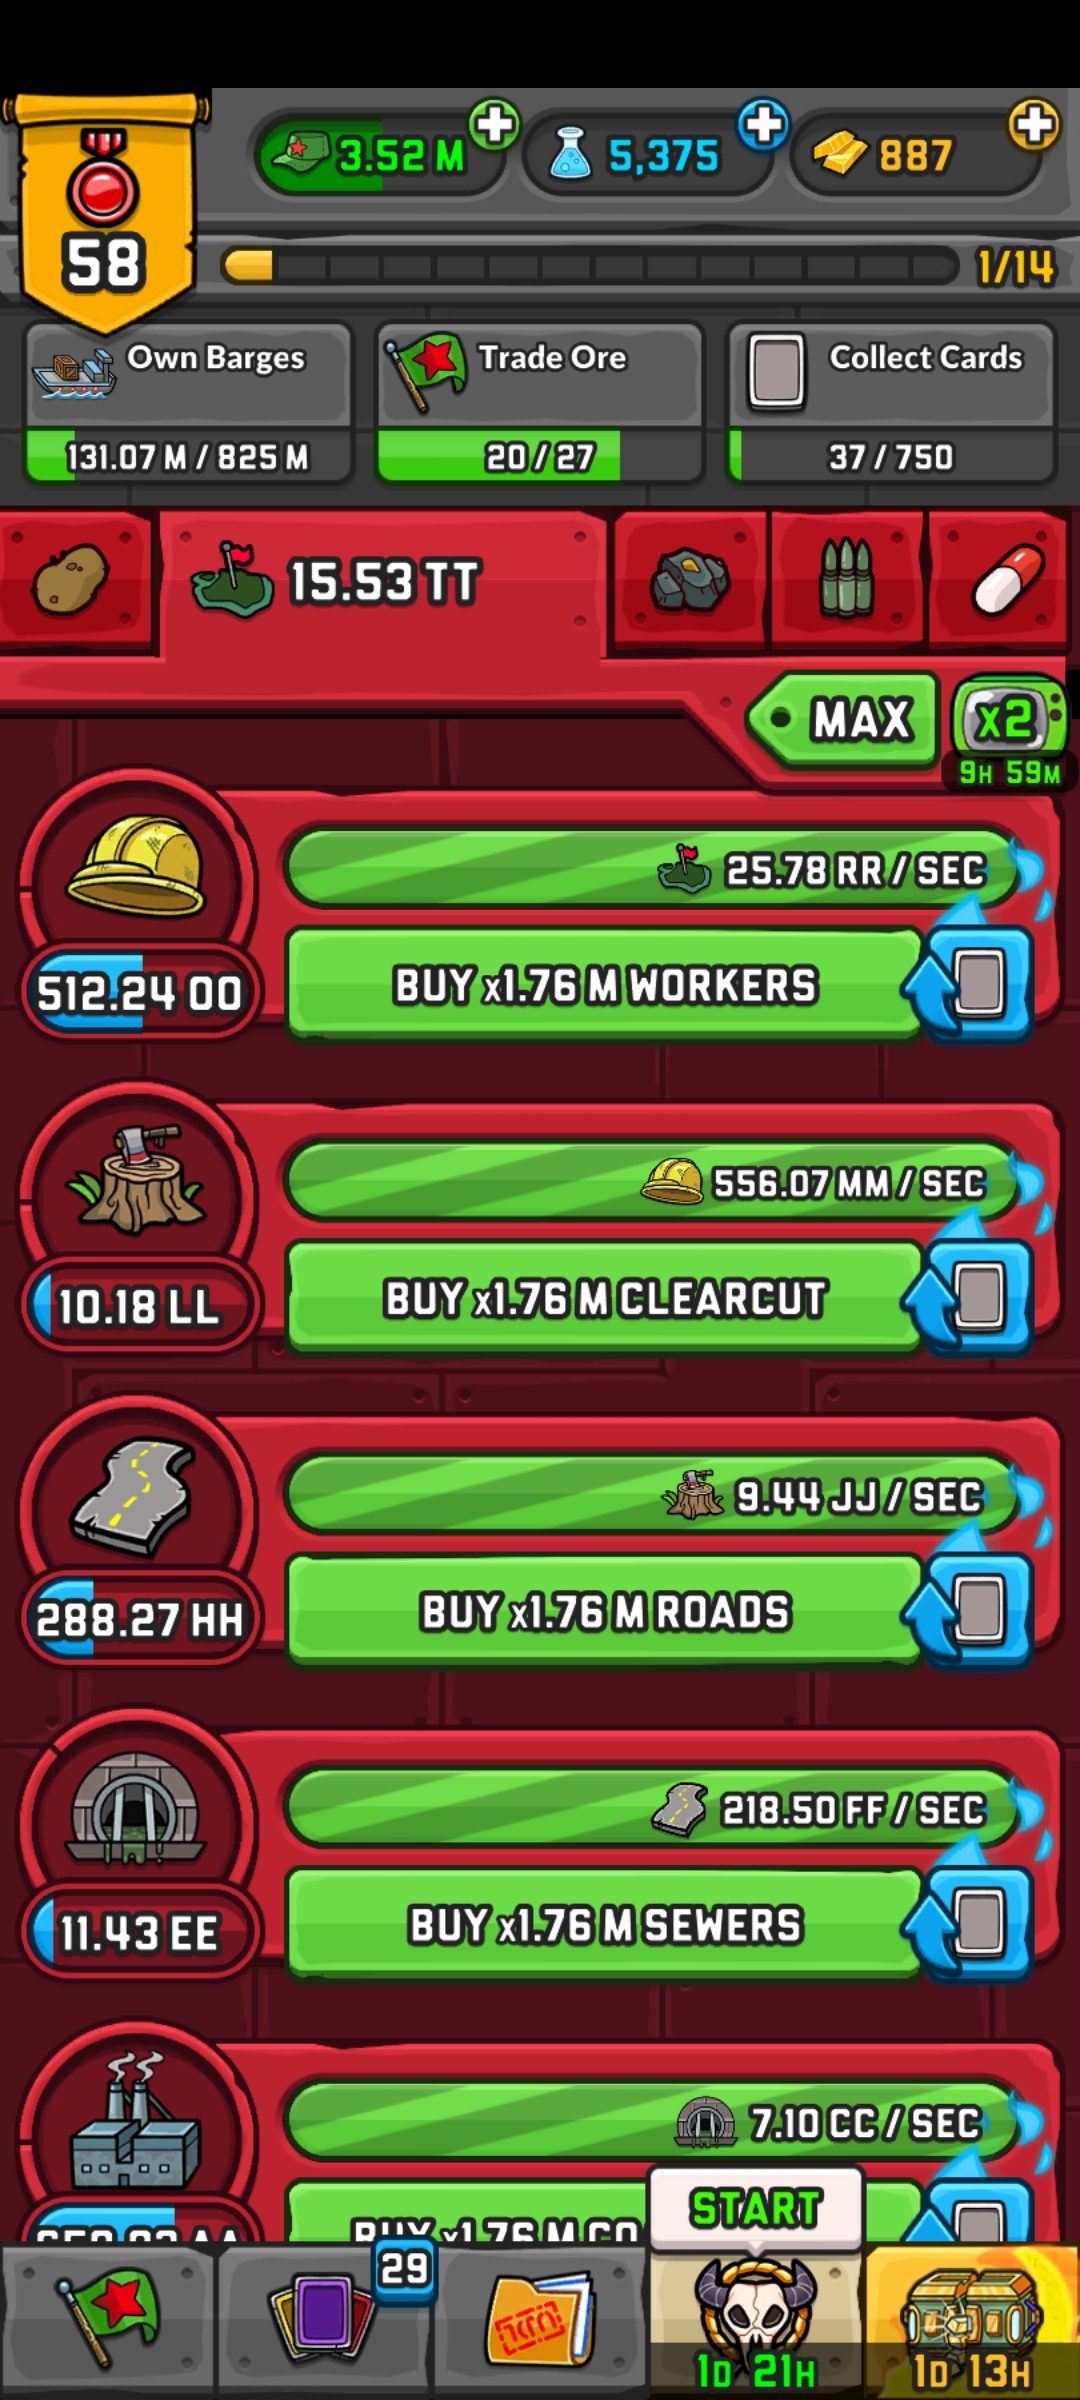 3.52 M
5,375
887
58
1/14
Own Barges
Trade Ore
Collect Cards
131.07 M / 825 M
20 / 27
37 / 750
15.53 TT
MAX
x2
9H 59M
25.78 RR / SEC
512.24 OO
BUY x1.76 M WORKERS
556.07 MM / SEC
10.18 LL
BUY x1.76 M CLEARCUT
9.44 JJ / SEC
288.27 HH
BUY x1.76 M ROADS
218.50 FF / SEC
11.43 EE
BUY x1.76 M SEWERS
7.10 CC / SEC
START
BUY x1.76 M CO
29
1D 21H
1D 13H